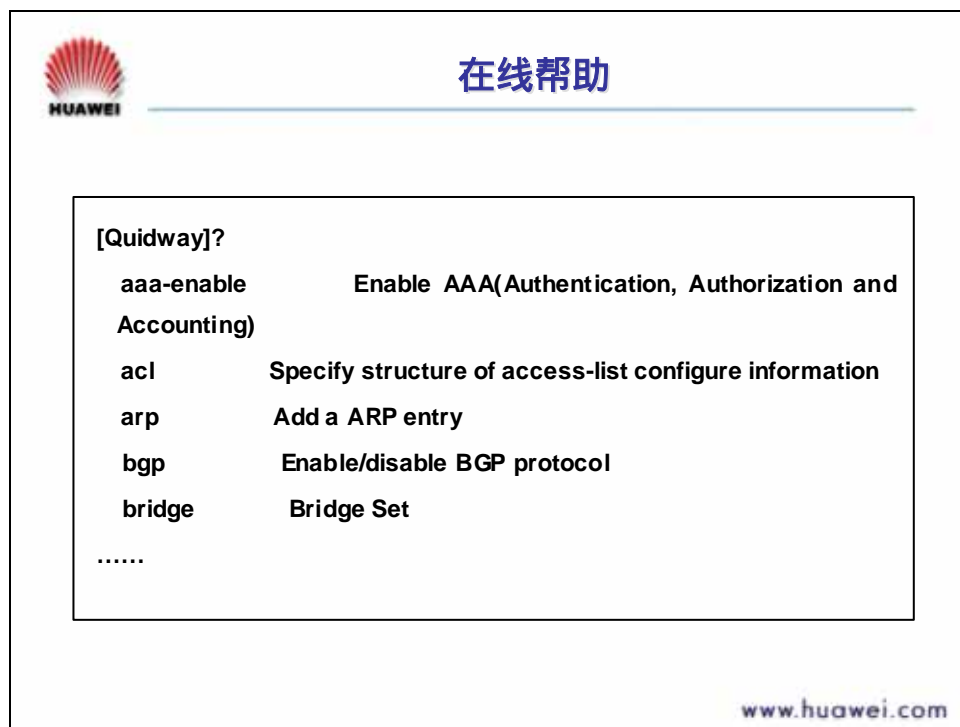 HUAWEI
在线帮助
[Quidway]?
aaa-enable Enable AAA(Authentication, Authorization and
Accounting)
acl Specify structure of access-list configure information
arp Add a ARP entry
bgp Enable/disable BGP protocol
bridge Bridge Set
……
www.huawei.com